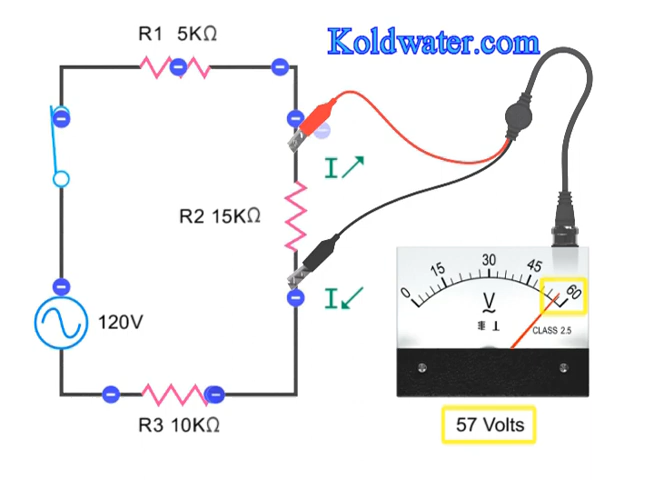 R1 5KΩ
Koldwater.com
I
R2 15KΩ
I
120V
0 15 30 45 60
V
~
CLASS 2.5
R3 10KΩ
57 Volts